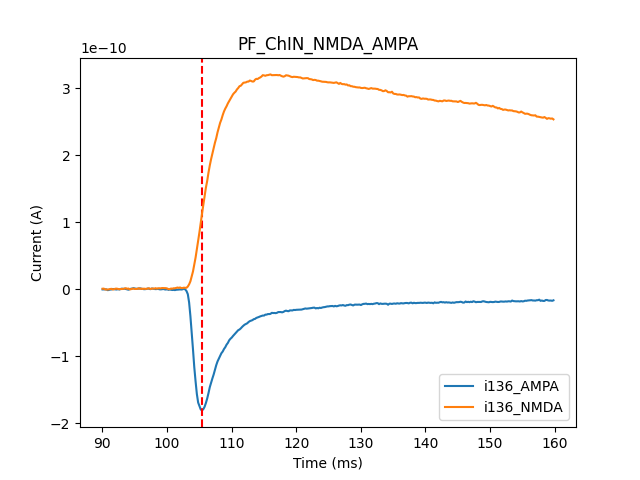 PF_ChIN_NMDA_AMPA
1e−10
3
2
1
0
−1
−2
Current (A)
90 100 110 120 130 140 150 160
Time (ms)
i136_AMPA
i136_NMDA